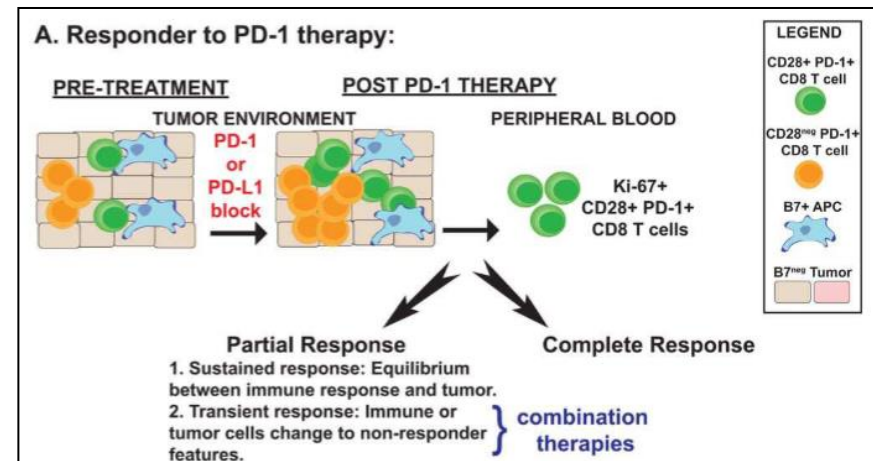 A. Responder to PD-1 therapy:
PRE-TREATMENT
POST PD-1 THERAPY
TUMOR ENVIRONMENT
PERIPHERAL BLOOD
PD-1
or
PD-L1
block
Ki-67+
CD28+ PD-1+
CD8 T cells
Partial Response
1. Sustained response: Equilibrium
between immune response and tumor.
2. Transient response: Immune or
tumor cells change to non-responder
features.
} combination
therapies
Complete Response
LEGEND
CD28+ PD-1+
CD8 T cell
CD28neg PD-1+
CD8 T cell
B7+ APC
B7neg Tumor